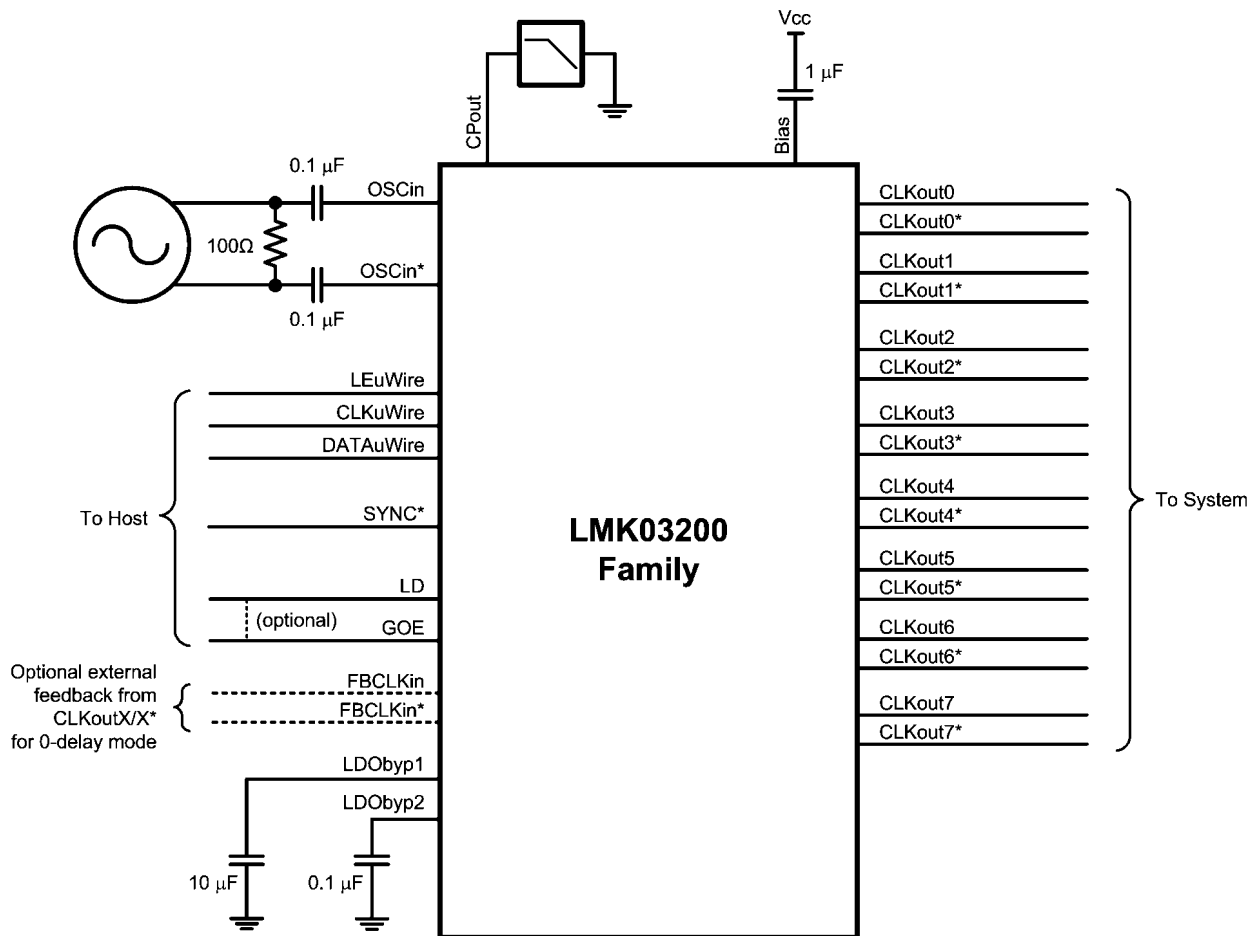 Vcc
1 μF
CPout
Bias
0.1 μF
OSCin
100Ω
OSCin*
0.1 μF
LEuWire
CLKuWire
DATAuWire
To Host
SYNC*
LD
(optional)
GOE
Optional external
feedback from
CLKoutX/X*
for 0-delay mode
FBCLKin
FBCLKin*
LDObyp1
LDObyp2
10 μF
0.1 μF
LMK03200
Family
CLKout0
CLKout0*
CLKout1
CLKout1*
CLKout2
CLKout2*
CLKout3
CLKout3*
CLKout4
CLKout4*
CLKout5
CLKout5*
CLKout6
CLKout6*
CLKout7
CLKout7*
To System